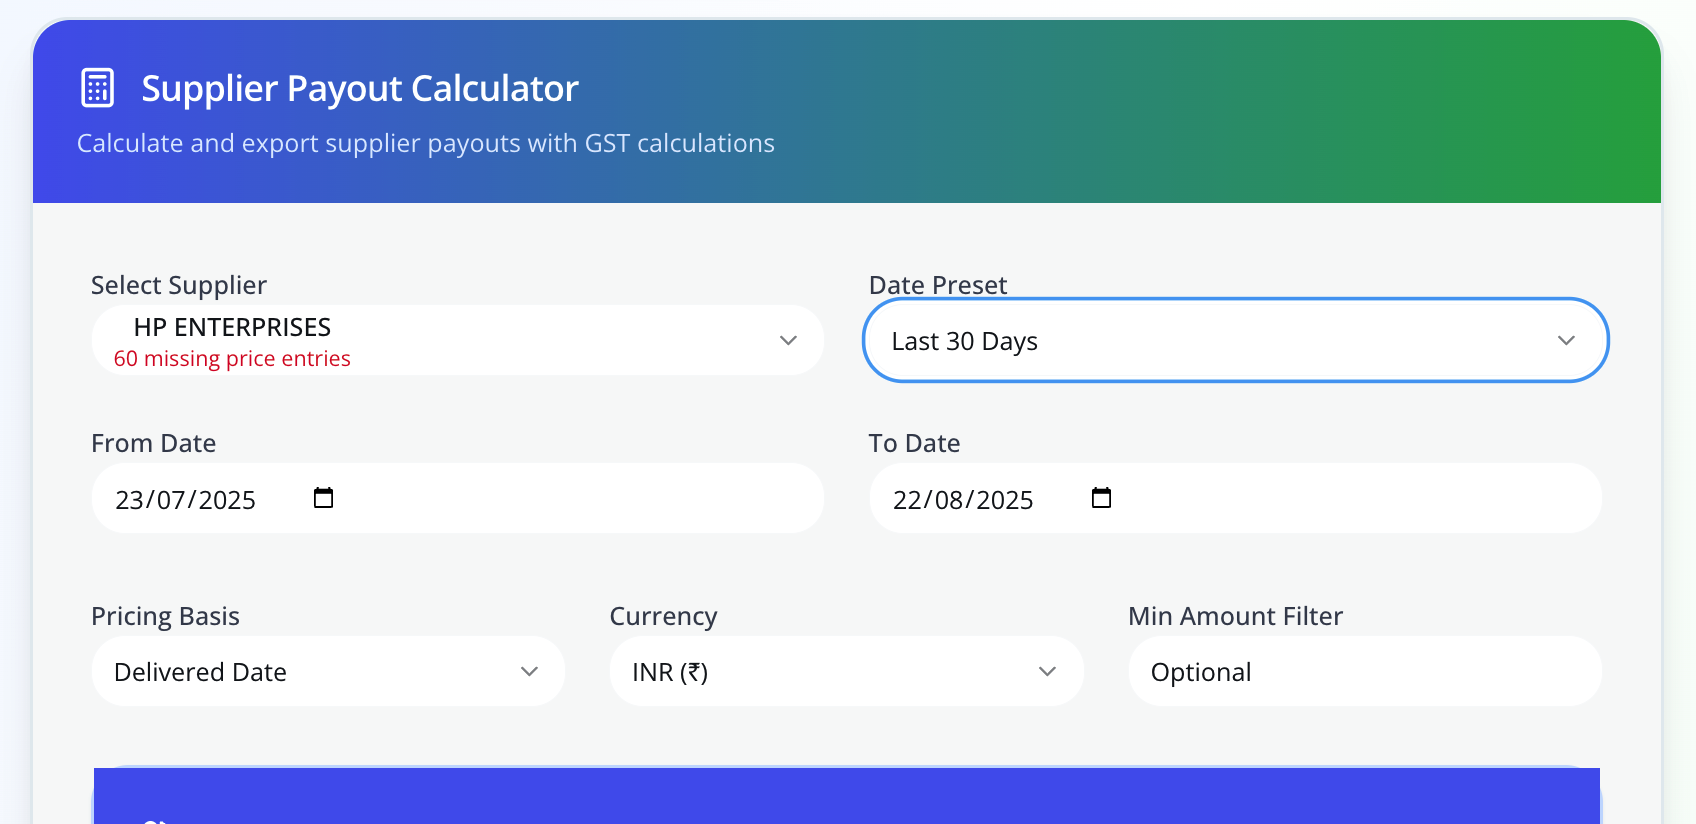 Supplier Payout Calculator
Calculate and export supplier payouts with GST calculations
Select Supplier
HP ENTERPRISES
60 missing price entries
Date Preset
Last 30 Days
From Date
23/07/2025
To Date
22/08/2025
Pricing Basis
Delivered Date
Currency
INR (₹)
Min Amount Filter
Optional